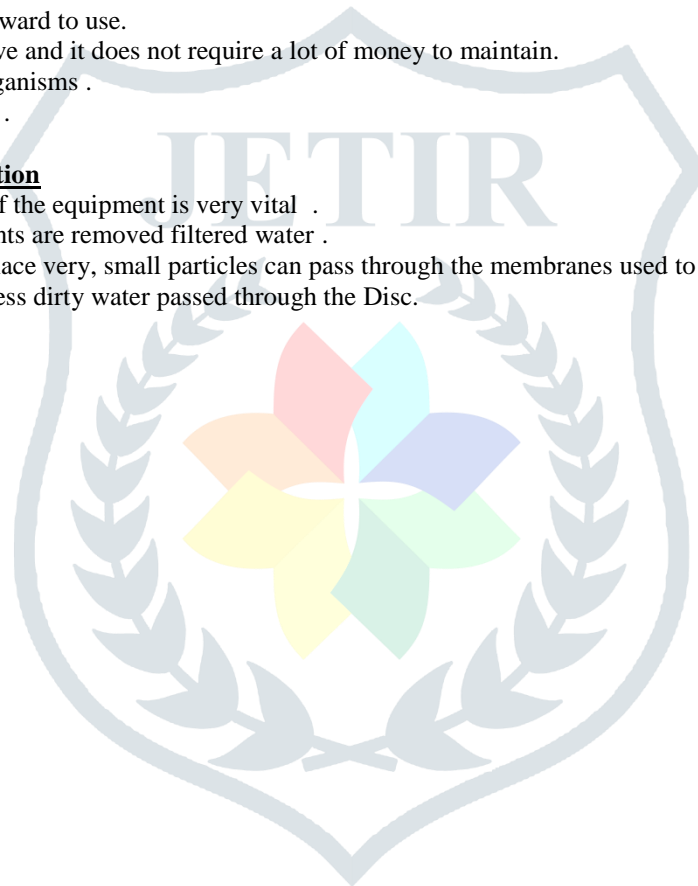 ward to use.
ve and it does not require a lot of money to maintain.
ganisms .
.
tion
f the equipment is very vital .
nts are removed filtered water .
lace very, small particles can pass through the membranes used to
ess dirty water passed through the Disc.
JETIR